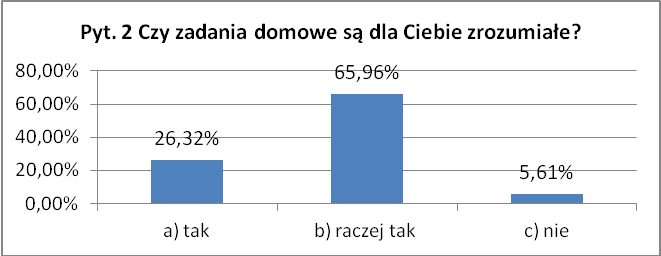 Pyt. 2 Czy zadania domowe są dla Ciebie zrozumiałe?
80,00%
60,00%
40,00%
20,00%
0,00%
26,32%
65,96%
5,61%
a) tak
b) raczej tak
c) nie